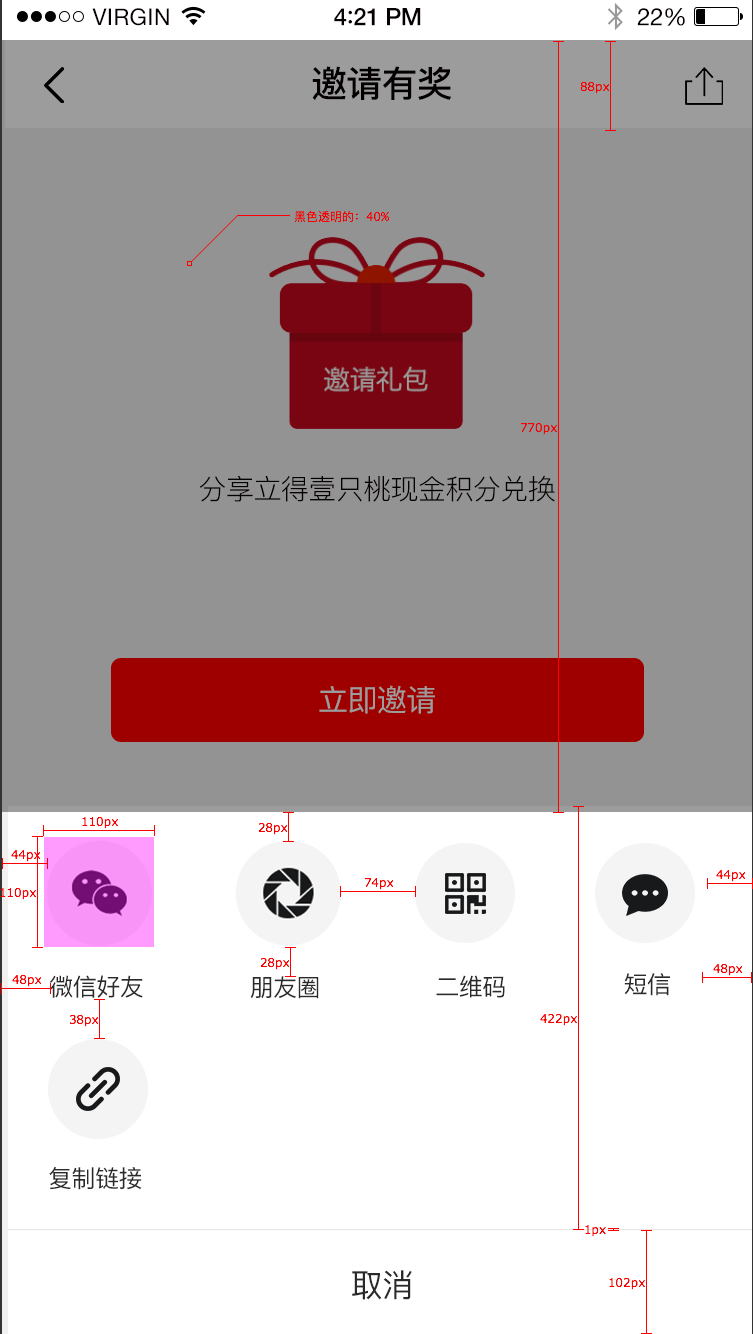 VIRGIN 4:21 PM 22%
邀请有奖
88px
黑色透明的：40%
邀请礼包
770px
分享立得壹只桃现金积分兑换
立即邀请
110px
28px
44px
74px
44px
110px
28px
48px
48px
微信好友
朋友圈
二维码
短信
38px
422px
复制链接
1px
取消
102px